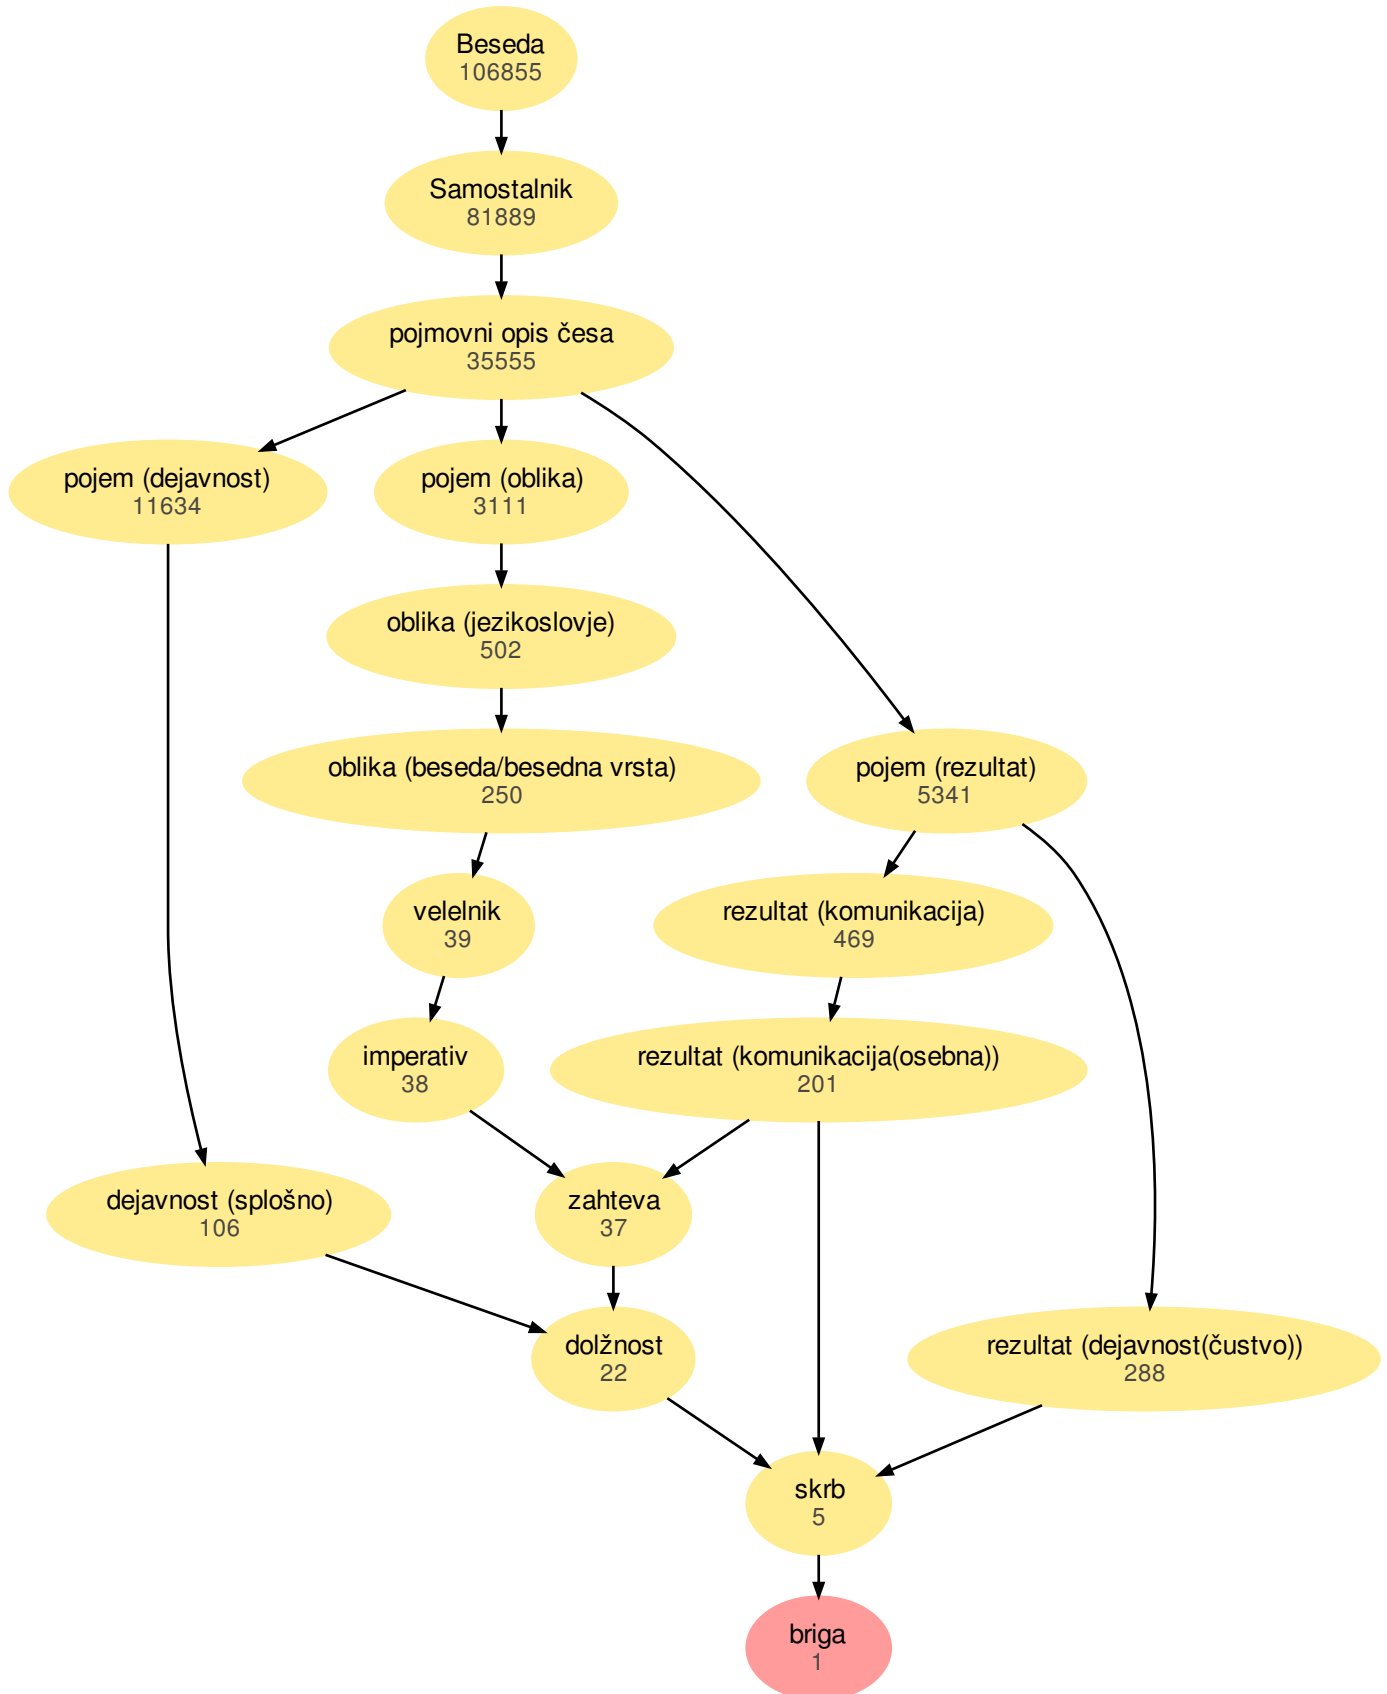 Beseda
106855
Samostalnik
81889
pojmovni opis česa
35555
pojem (dejavnost)
11634
pojem (oblika)
3111
oblika (jezikoslovje)
502
oblika (beseda/besedna vrsta)
250
pojem (rezultat)
5341
velelnik
39
rezultat (komunikacija)
469
imperativ
38
rezultat (komunikacija(osebna))
201
dejavnost (splošno)
106
zahteva
37
dolžnost
22
rezultat (dejavnost(čustvo))
288
skrb
5
briga
1